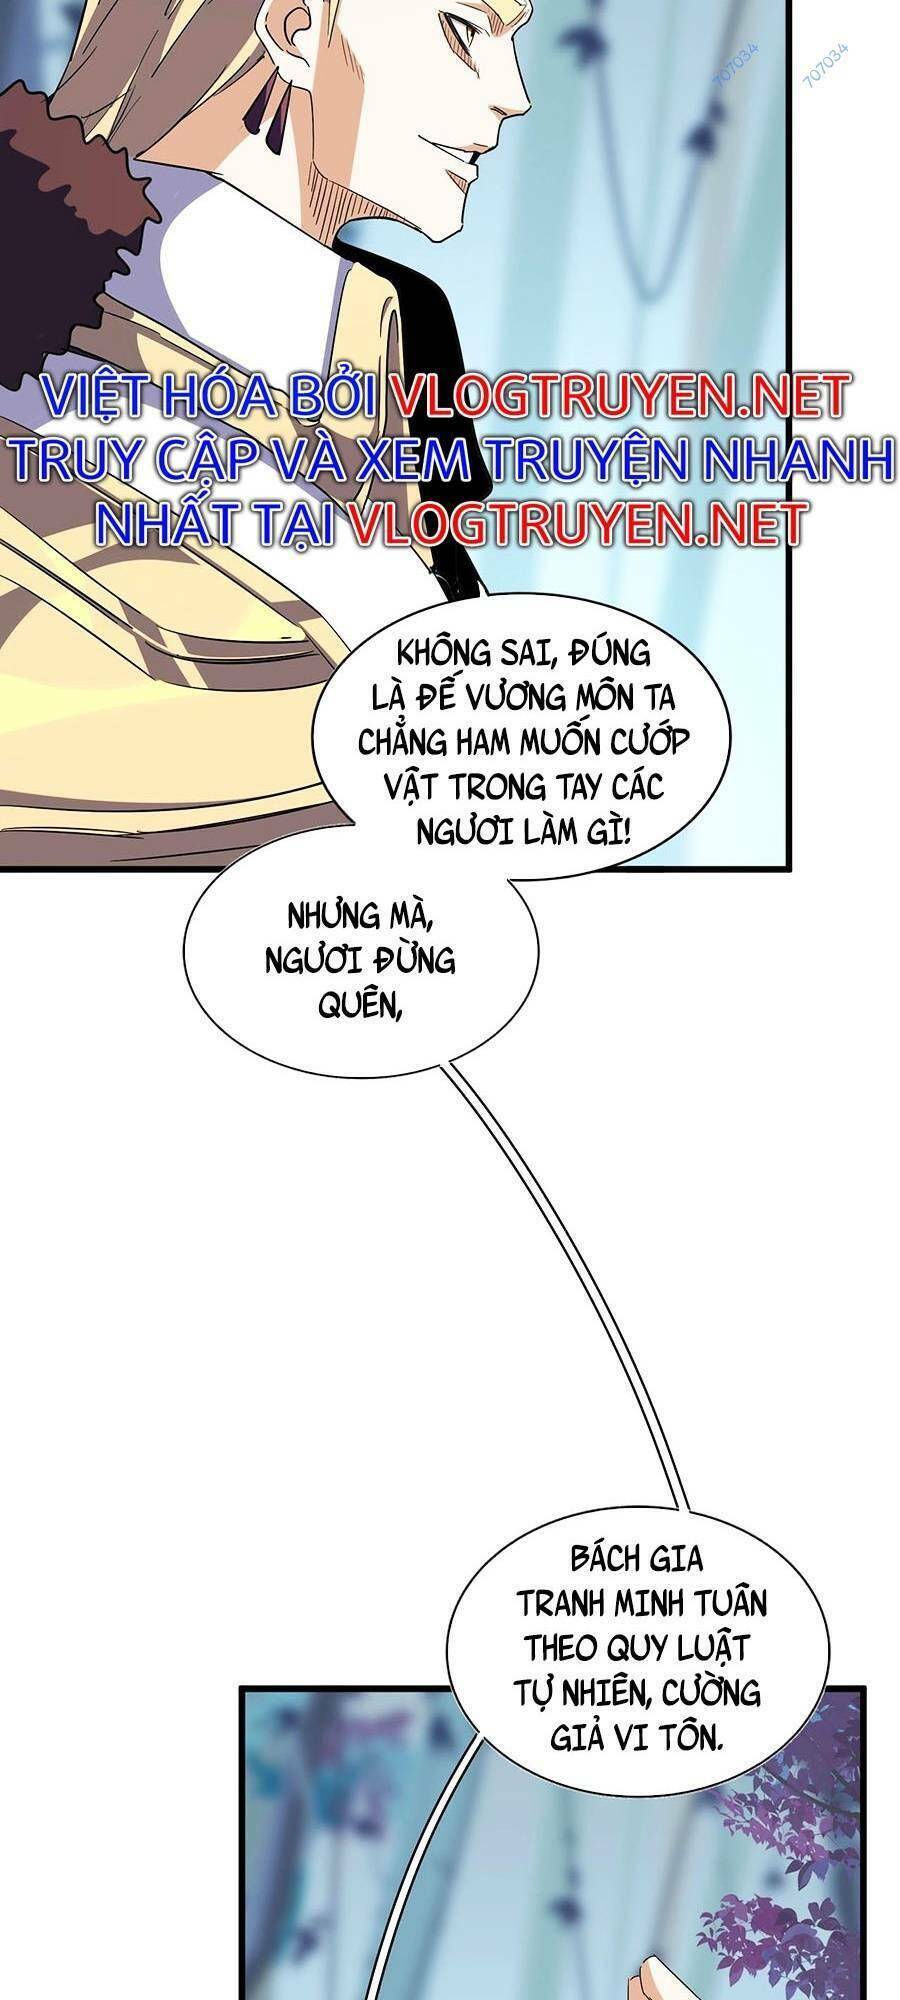 707034
707034
VIỆT HÓA BỞI VLOGTRUYEN.NET
TRUY CẬP VÀ XEM TRUYỆN NHANH
NHẤT TẠI VLOGTRUYEN.NET
KHÔNG SAI, ĐÚNG
LÀ ĐẾ VƯƠNG MÔN TA
CHẲNG HAM MUỐN CƯỚP
VẬT TRONG TAY CÁC
NGƯƠI LÀM GÌ!
NHƯNG MÀ,
NGƯƠI ĐỪNG
QUÊN,
BÁCH GIA
TRANH MINH TUÂN
THEO QUY LUẬT
TỰ NHIÊN, CƯỜNG
GIẢ VI TÔN.